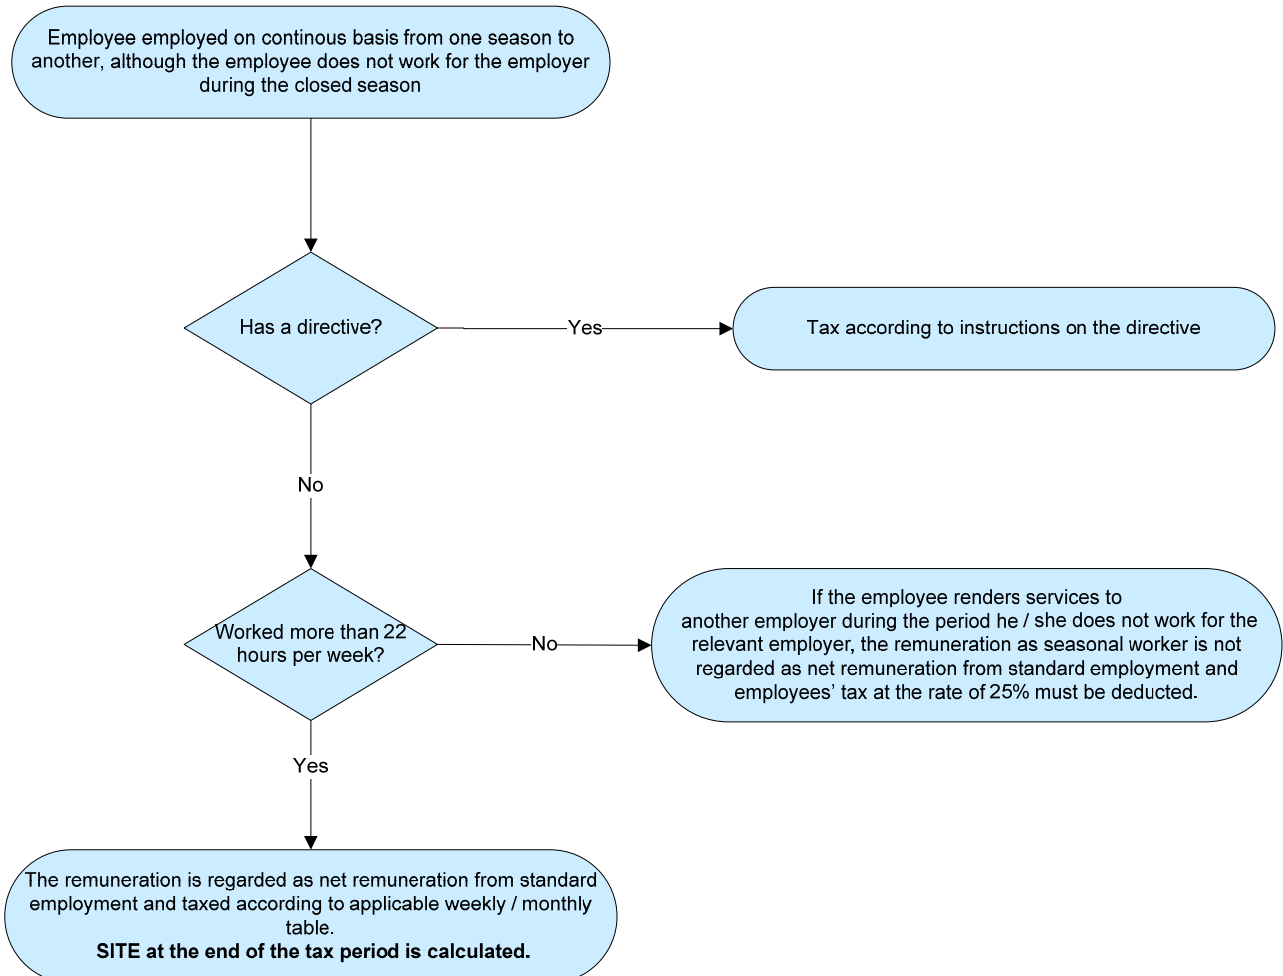 Employee employed on continous basis from one season to
another, although the employee does not work for the employer
during the closed season
Has a directive?
Yes
Tax according to instructions on the directive
No
Worked more than 22
hours per week?
No
If the employee renders services to
another employer during the period he / she does not work for the
relevant employer, the remuneration as seasonal worker is not
regarded as net remuneration from standard employment and
employees’ tax at the rate of 25% must be deducted.
Yes
The remuneration is regarded as net remuneration from standard
employment and taxed according to applicable weekly / monthly
table.
SITE at the end of the tax period is calculated.